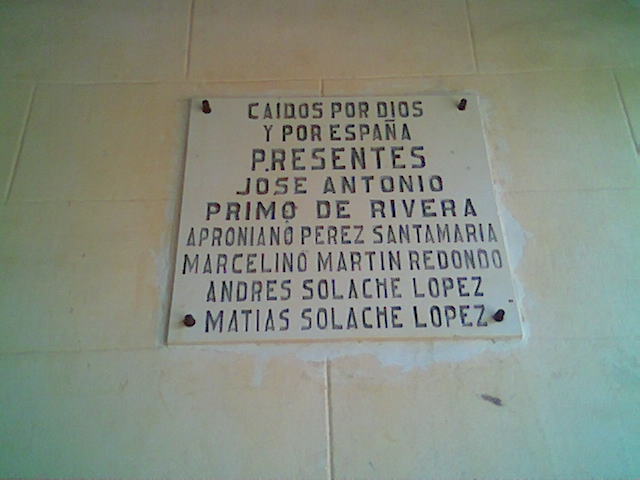 CAIDOS POR DIOS
Y POR ESPAÑA
PRESENTES
JOSE ANTONIO
PRIMO DE RIVERA
APRONIANO PEREZ SANTAMARIA
MARCELINO MARTIN REDONDO
ANDRES SOLACHE LOPEZ
MATIAS SOLACHE LOPEZ